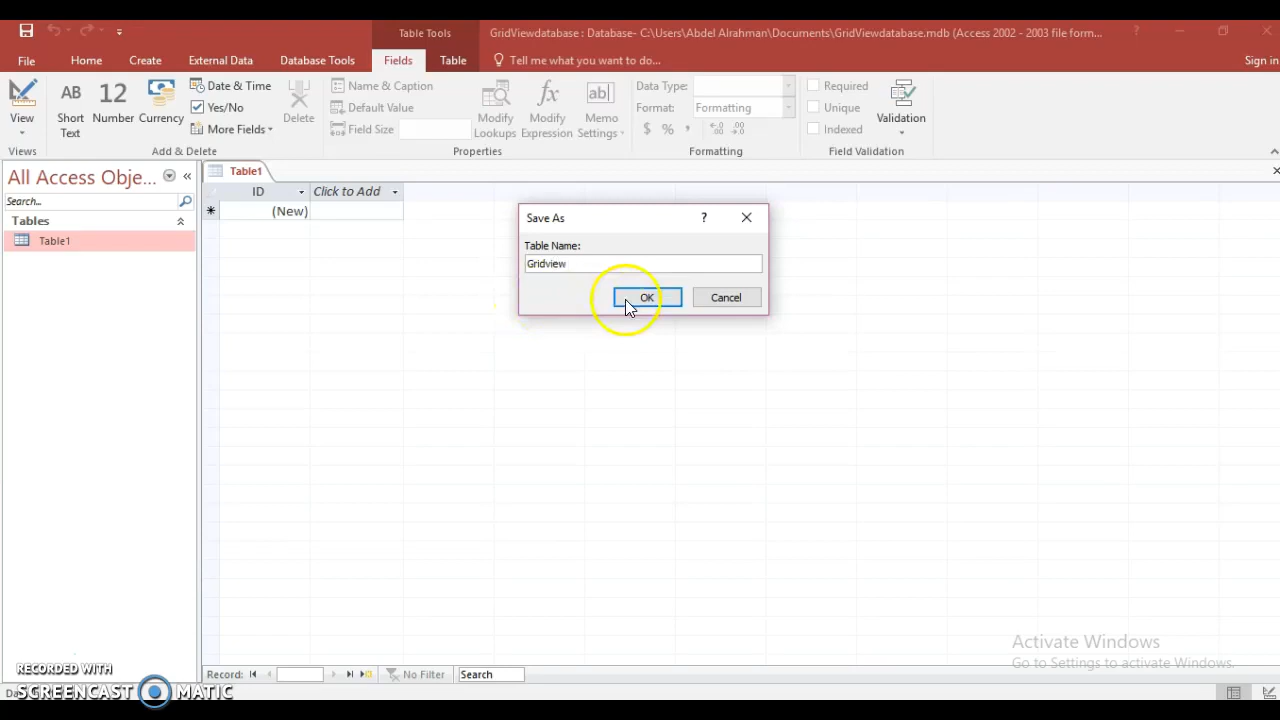 Table Tools
GridViewdatabase : Database- C:\Users\Abdel Alrahman\Documents\GridViewdatabase.mdb (Access 2002 - 2003 file form...
File Home Create External Data Database Tools Fields Table Tell me what you want to do... Sign in
View
Views
AB Short Text
12 Number
Currency
Date & Time
Yes/No
More Fields
Delete
Add & Delete
Name & Caption
Default Value
Field Size
Modify Lookups
fx Modify Expression
ab Memo Settings
Properties
Data Type:
Format: Formatting
$ % ,
Formatting
Required
Unique
Indexed
Validation
Field Validation
All Access Obje...
Search...
Tables
Table1
Table1
ID Click to Add
(New)
Save As
Table Name:
Gridview
OK Cancel
Activate Windows
Go to Settings to activate Windows.
Record: No Filter Search
RECORDED WITH
SCREENCAST MATIC